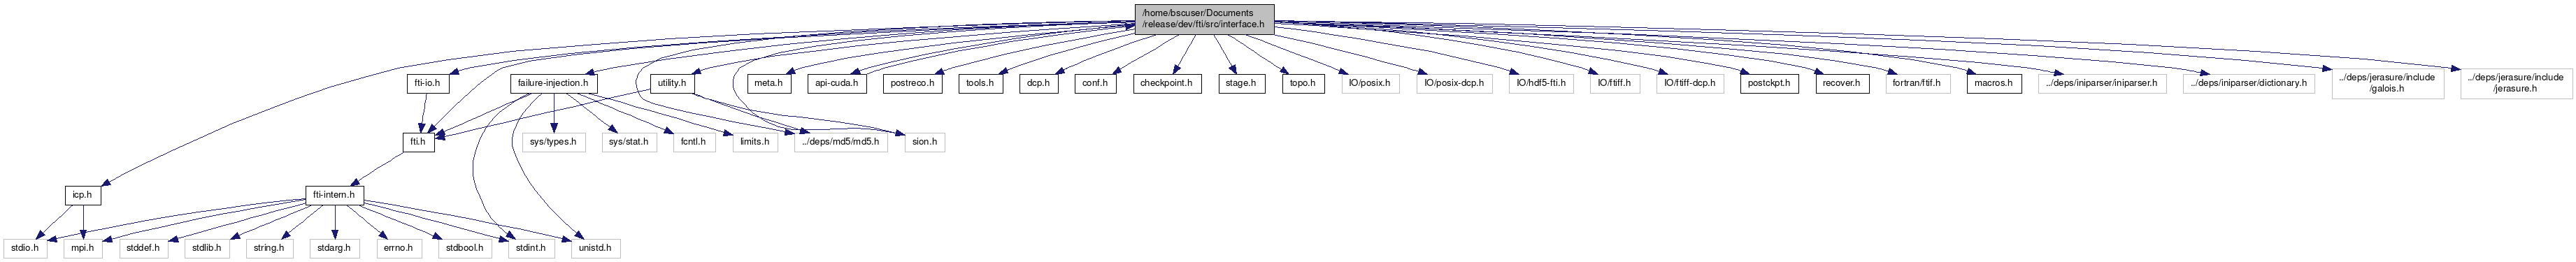 /home/bscuser/Documents
/release/dev/fti/src/interface.h
fti-io.h
failure-injection.h
utility.h
meta.h
api-cuda.h
postreco.h
tools.h
dcp.h
conf.h
checkpoint.h
stage.h
topo.h
IO/posix.h
IO/posix-dcp.h
IO/hdf5-fti.h
IO/ftiff.h
IO/ftiff-dcp.h
postckpt.h
recover.h
fortran/ftif.h
macros.h
../deps/iniparser/iniparser.h
../deps/iniparser/dictionary.h
../deps/jerasure/include
/galois.h
../deps/jerasure/include
/jerasure.h
fti.h
sys/types.h
sys/stat.h
fcntl.h
limits.h
../deps/md5/md5.h
sion.h
icp.h
fti-intern.h
stdio.h
mpi.h
stddef.h
stdlib.h
string.h
stdarg.h
errno.h
stdbool.h
stdint.h
unistd.h